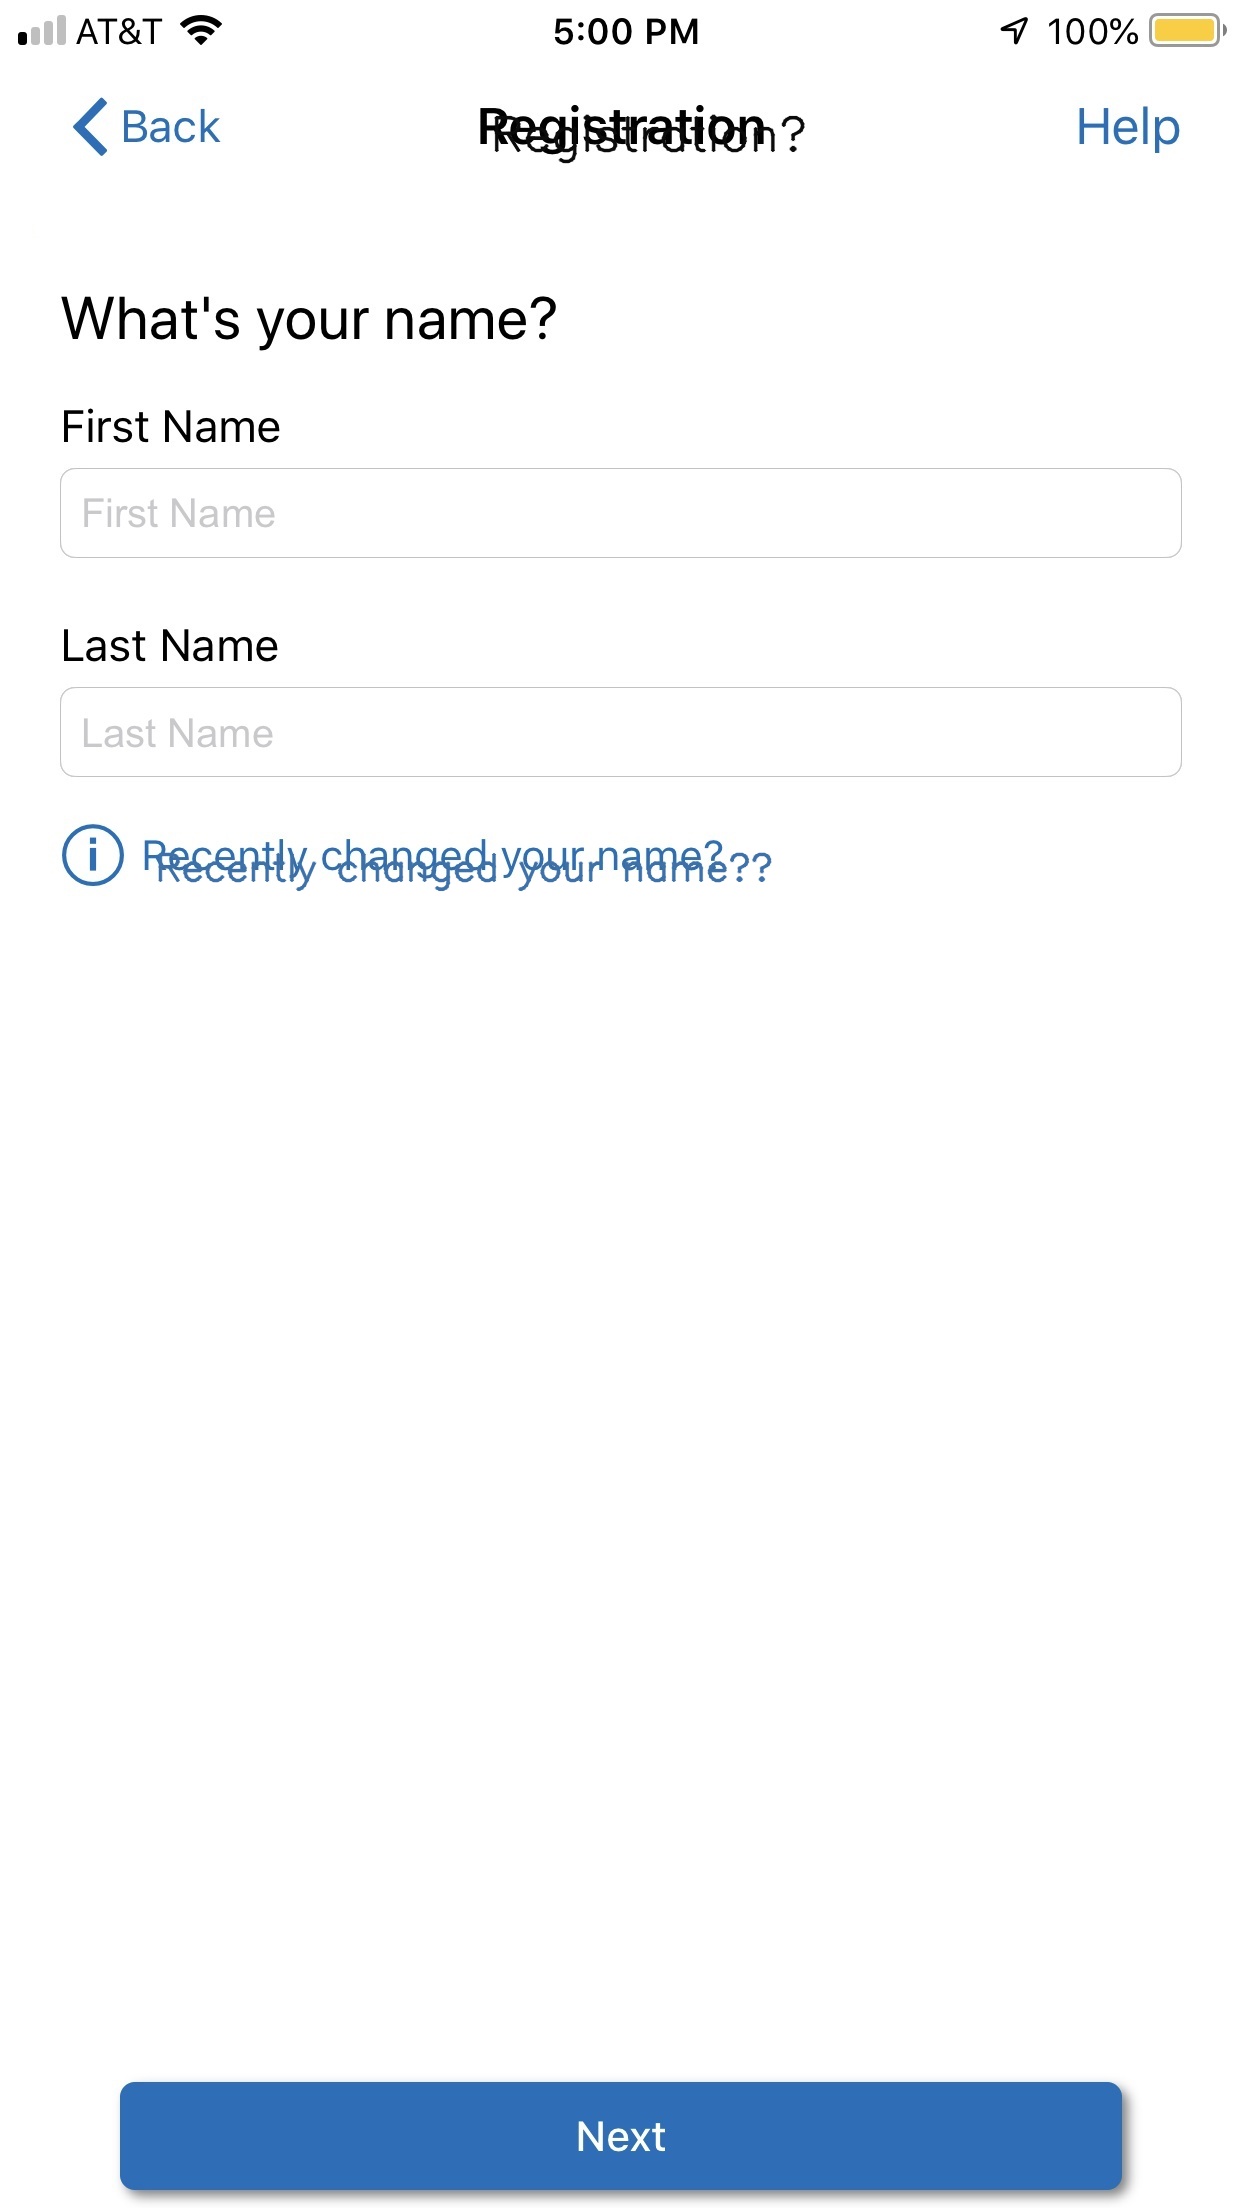 AT&T 5:00 PM 100%
Back Registration Help
Registration?
What's your name?
First Name
First Name
Last Name
Last Name
Recently changed your name?
Recently changed your name??
Next